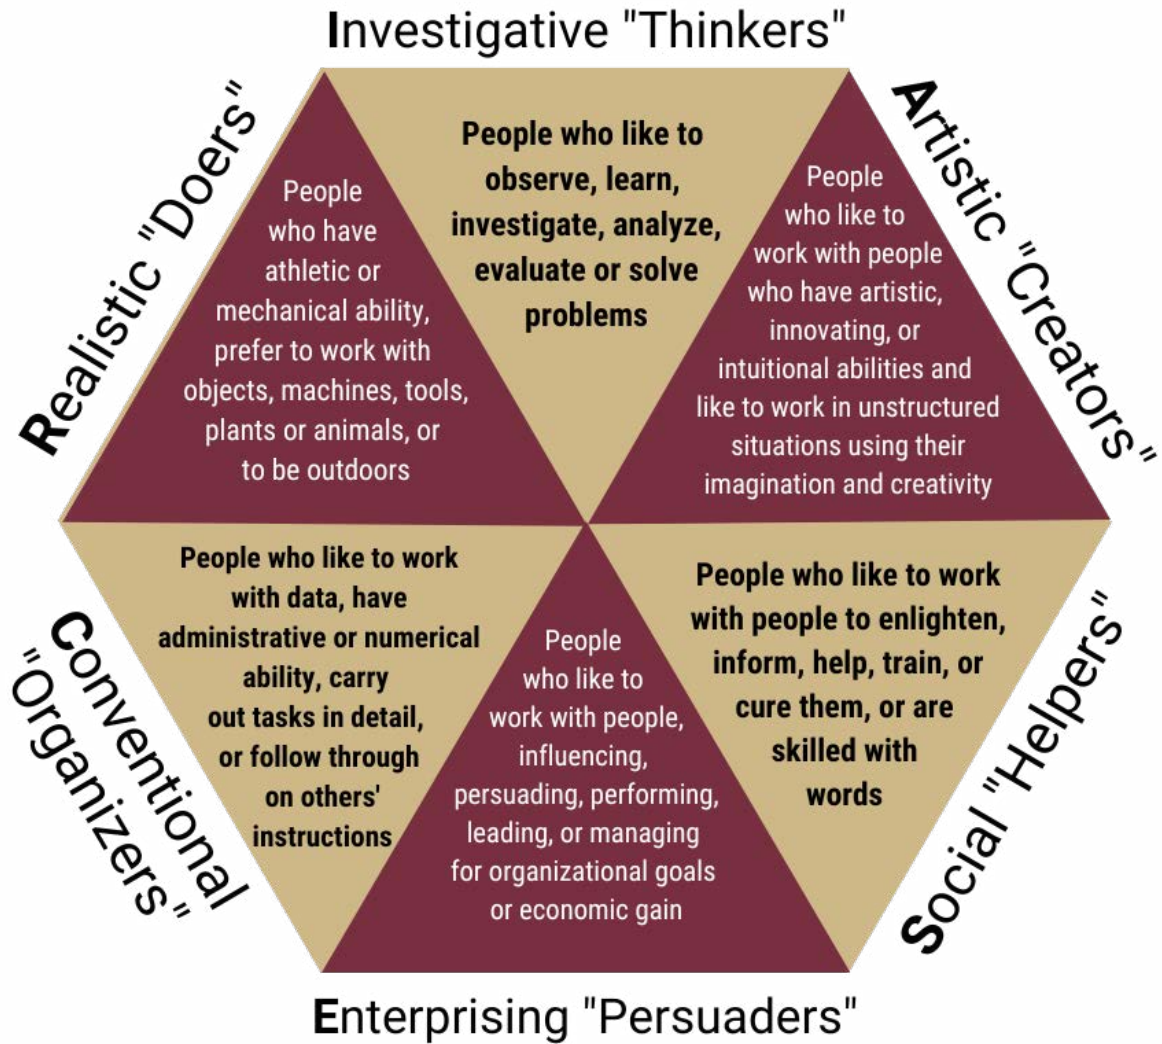 Investigative "Thinkers"
People who like to
observe, learn,
investigate, analyze,
evaluate or solve
problems
Artistic "Creators"
People
who like to
work with people
who have artistic,
innovating, or
intuitional abilities and
like to work in unstructured
situations using their
imagination and creativity
Social "Helpers"
People who like to work
with people to enlighten,
inform, help, train, or
cure them, or are
skilled with
words
Enterprising "Persuaders"
People
who like to
work with people,
influencing,
persuading, performing,
leading, or managing
for organizational goals
or economic gain
Conventional
"Organizers"
People who like to work
with data, have
administrative or numerical
ability, carry
out tasks in detail,
or follow through
on others'
instructions
Realistic "Doers"
People
who have
athletic or
mechanical ability,
prefer to work with
objects, machines, tools,
plants or animals, or
to be outdoors